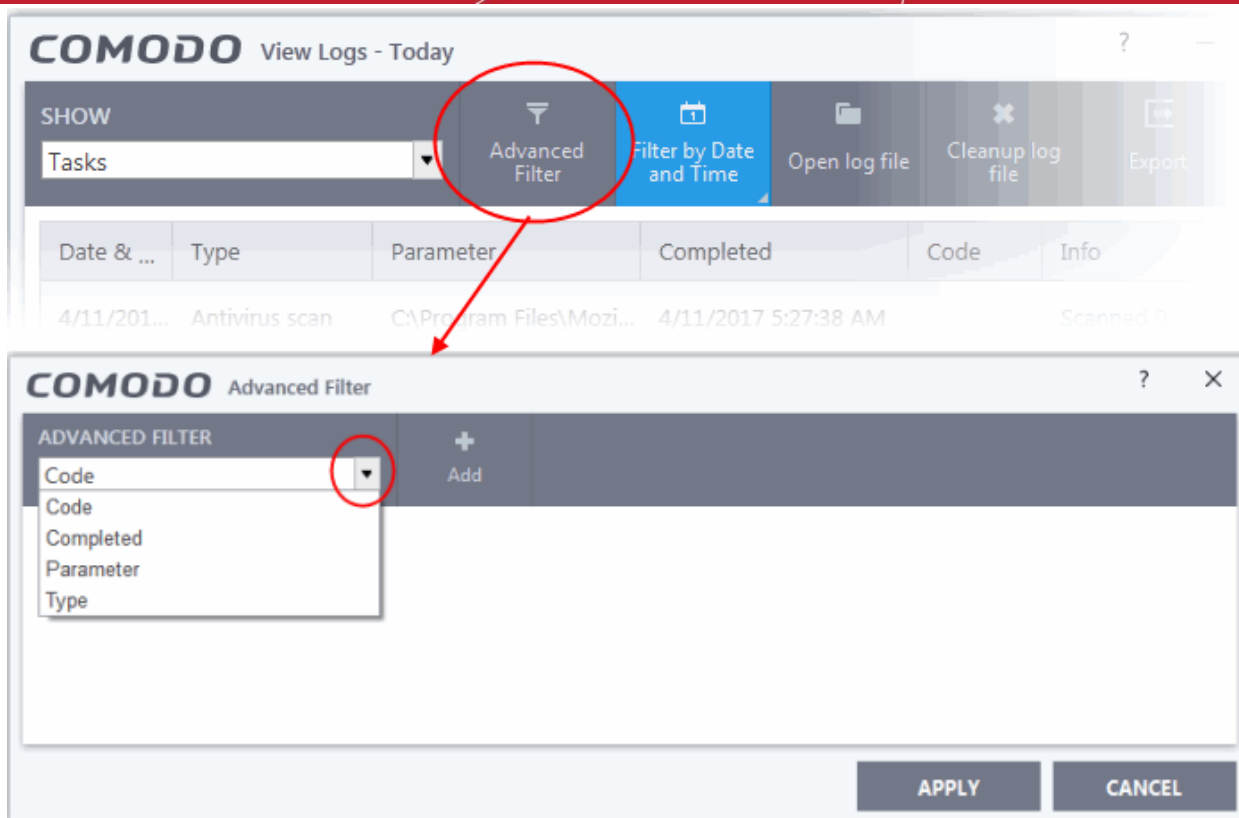 COMODO View Logs - Today
?
SHOW
Tasks
Advanced
Filter
1
Filter by Date
and Time
Open log file
Cleanup log
file
Export
Date & ... Type Parameter Completed Code Info
4/11/201... Antivirus scan C:\Program Files\Mozi... 4/11/2017 5:27:38 AM Scanned 0
COMODO Advanced Filter
?
ADVANCED FILTER
Code
Add
Code
Completed
Parameter
Type
APPLY CANCEL